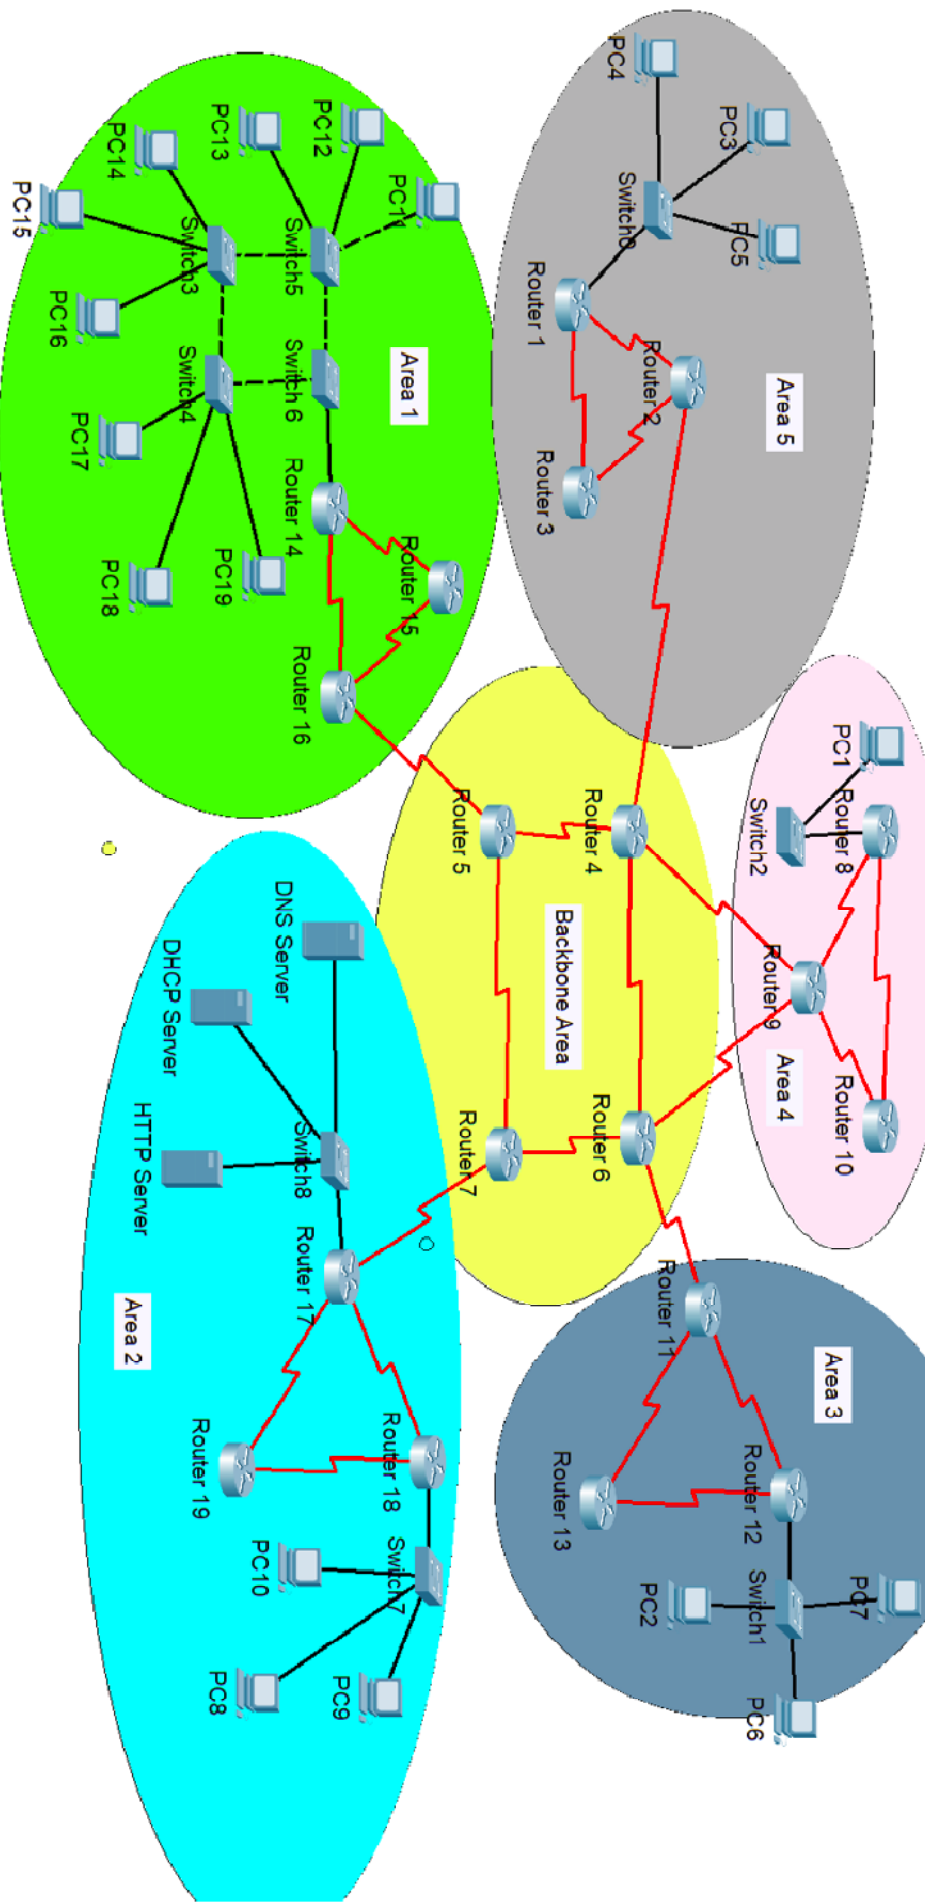 PC4
PC3
PC5
Switch0
Router 1
Router 2
Router 3
Area 5
PC1
Switch2
Router 8
Router 9
Router 10
Area 4
Area 3
Router 11
Router 12
Router 13
Switch1
PC7
PC2
PC6
Router 4
Router 5
Backbone Area
Router 6
Router 7
Area 1
PC11
PC12
PC13
PC14
PC15
PC16
Switch5
Switch3
Switch 6
Switch4
PC17
PC18
PC19
Router 14
Router 15
Router 16
DNS Server
DHCP Server
HTTP Server
Switch8
Router 17
Router 18
Router 19
Area 2
Switch7
PC10
PC9
PC8